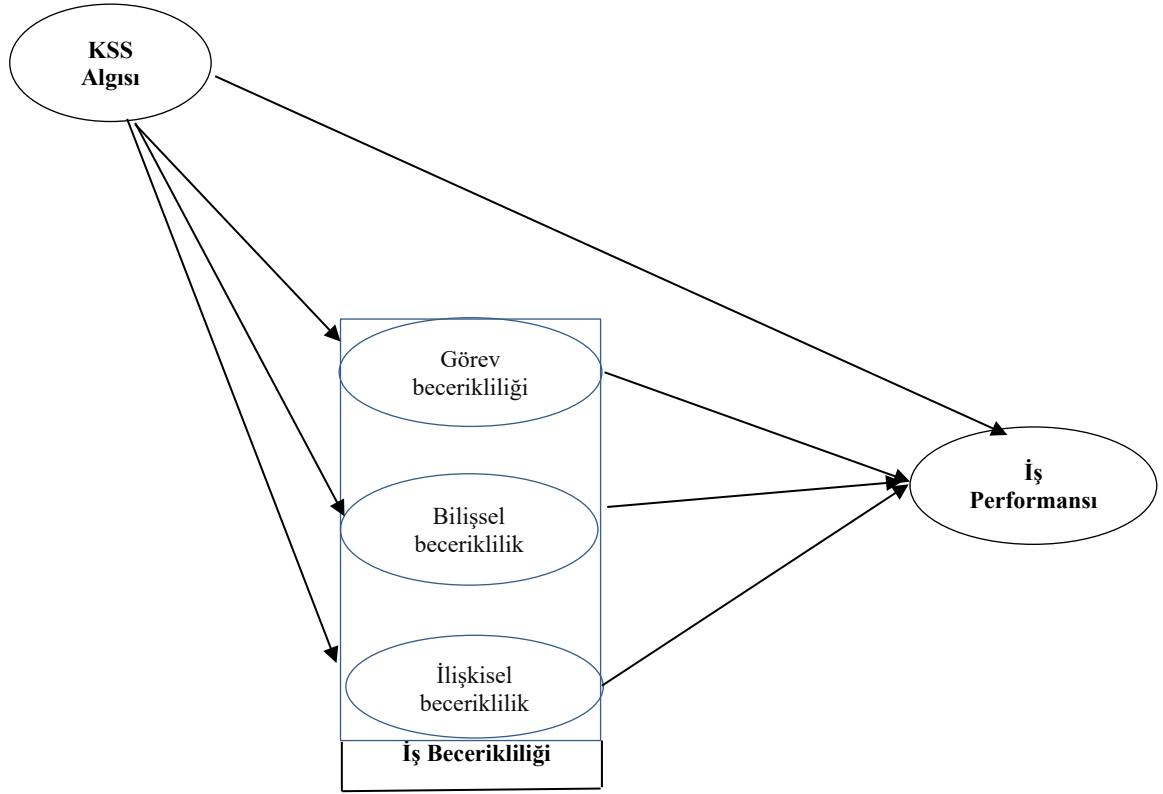 KSS
Algısı
Görev
becerikliliği
Bilişsel
beceriklilik
İlişkisel
beceriklilik
İş Becerikliliği
İş
Performansı